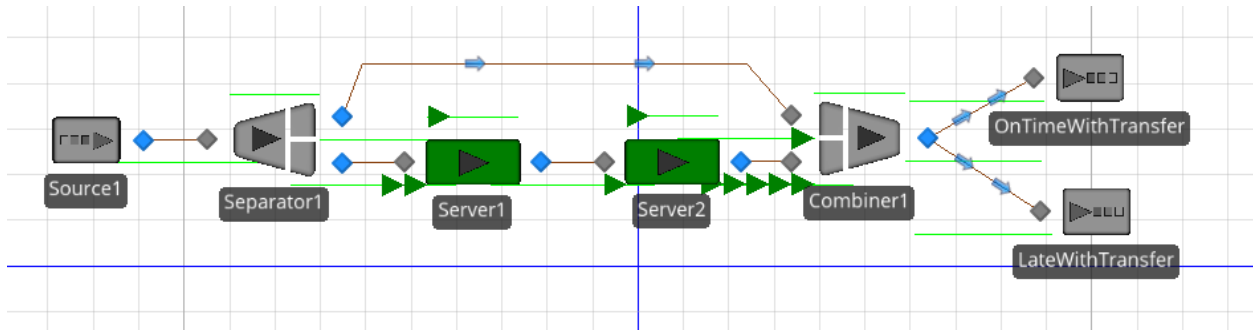 Source1
Separator1
Server1
Server2
Combiner1
OnTimeWithTransfer
LateWithTransfer